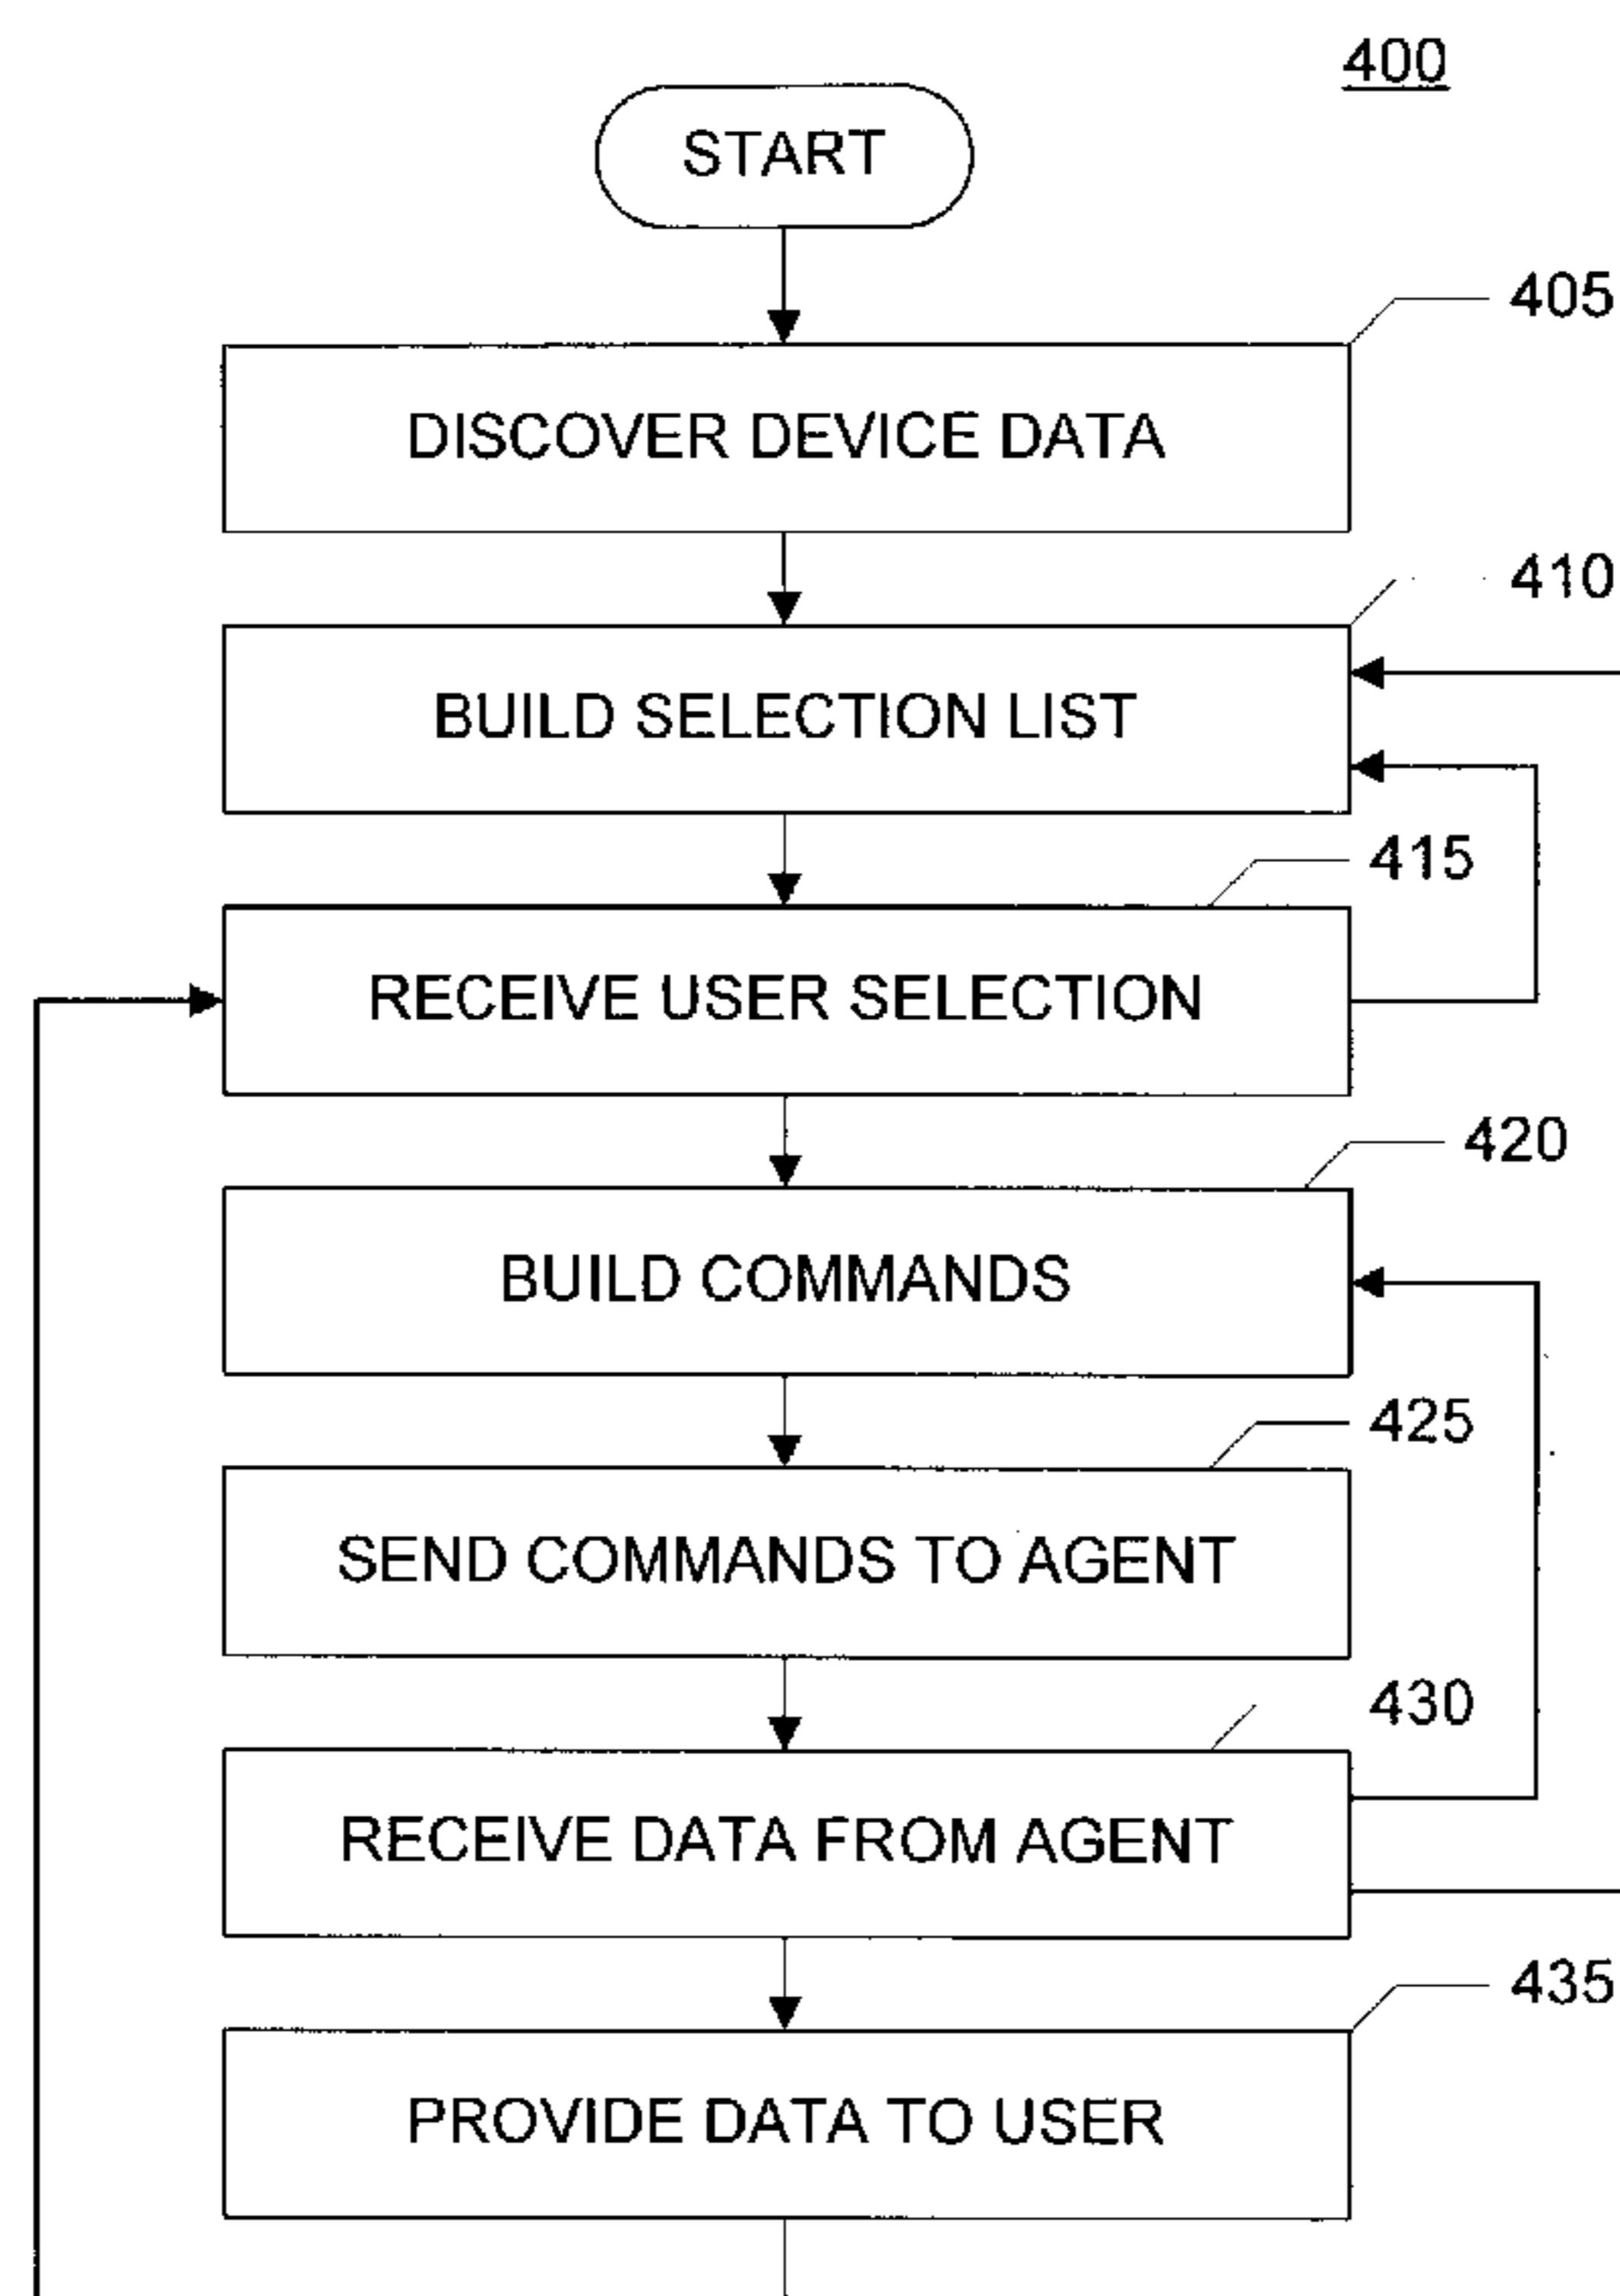 400
START
405
DISCOVER DEVICE DATA
410
BUILD SELECTION LIST
415
RECEIVE USER SELECTION
420
BUILD COMMANDS
425
SEND COMMANDS TO AGENT
430
RECEIVE DATA FROM AGENT
435
PROVIDE DATA TO USER